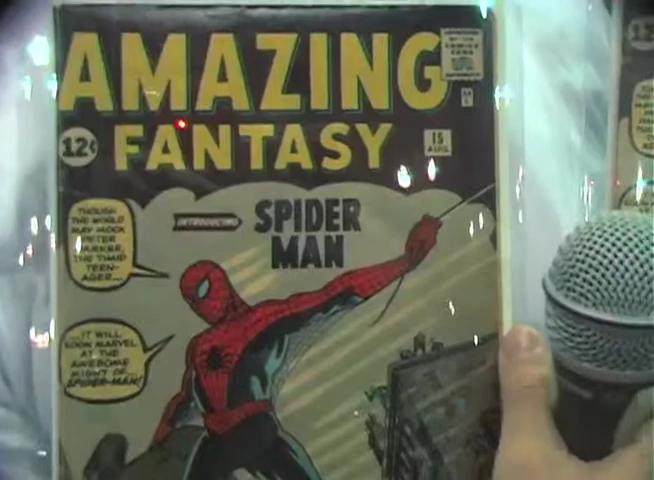 AMAZING
FANTASY
12¢
15
AUG.
INTRODUCING
SPIDER
MAN
THOUGH
THE WORLD
MAY MOCK
PETER
PARKER,
THE TIMID
TEEN-
AGER...
...IT WILL
SOON MARVEL
AT THE
AWESOME
MIGHT OF...
SPIDER-MAN!